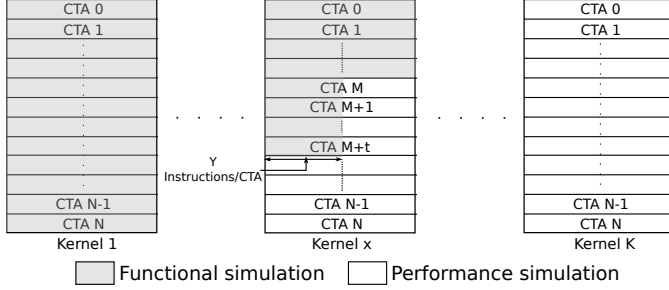 CTA 0
CTA 1
CTA N-1
CTA N
Kernel 1
. . . .
CTA 0
CTA 1
CTA M
CTA M+1
CTA M+t
Y
Instructions/CTA
CTA N-1
CTA N
Kernel x
. . . .
CTA 0
CTA 1
CTA N-1
CTA N
Kernel K
Functional simulation
Performance simulation